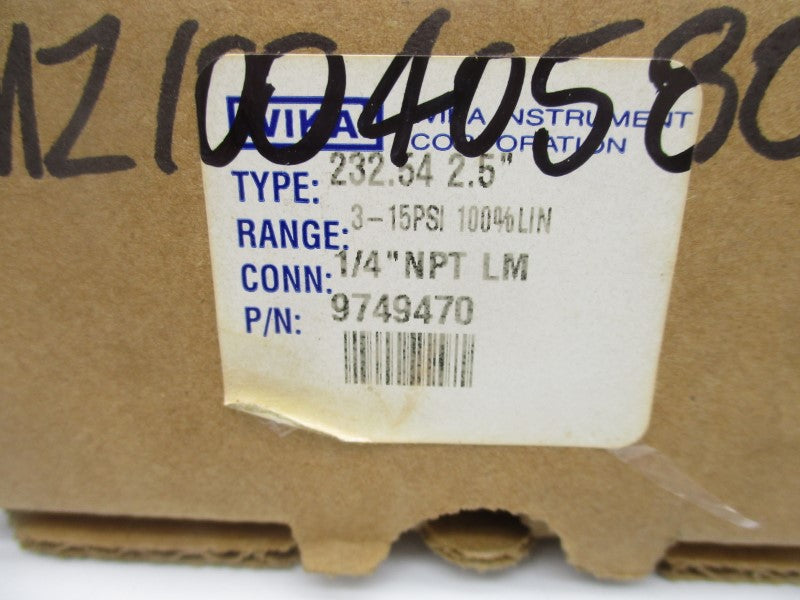 MZ10040580
WIKA WIKA INSTRUMENT
CORPORATION
TYPE: 232.54 2.5"
RANGE: 3-15PSI 100%LIN
CONN: 1/4"NPT LM
P/N: 9749470